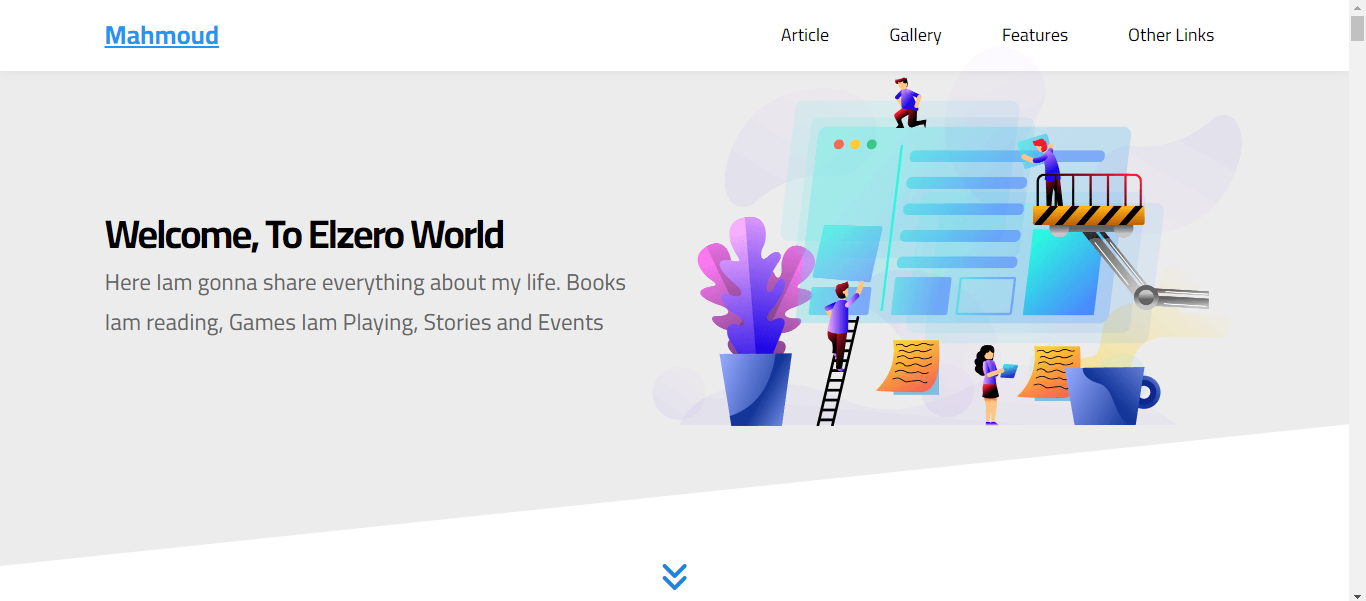 Mahmoud
Article Gallery Features Other Links
Welcome, To Elzero World
Here Iam gonna share everything about my life. Books
Iam reading, Games Iam Playing, Stories and Events